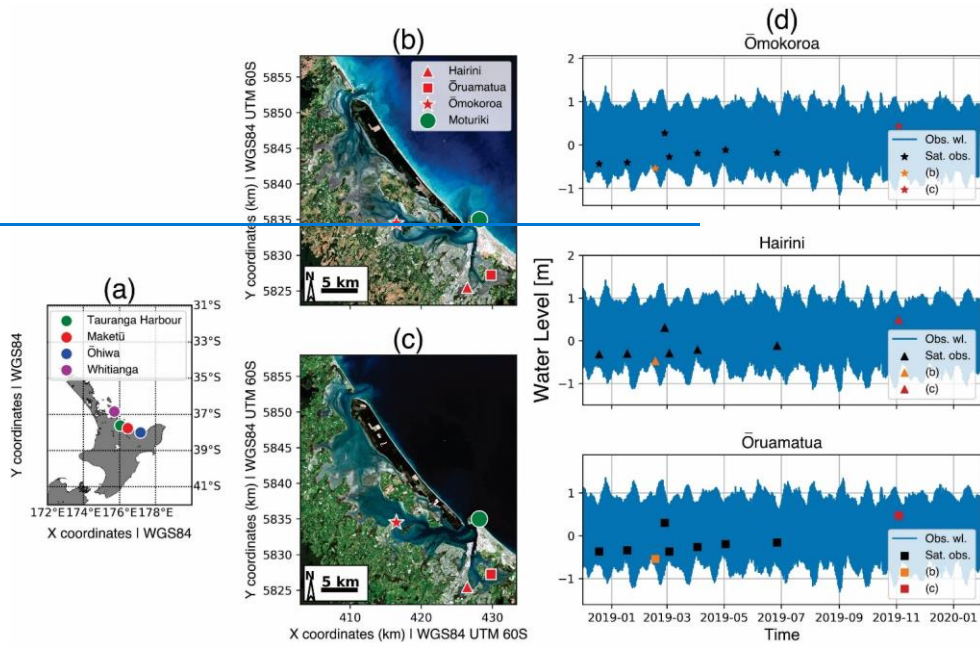 (a)
Y coordinates | WGS84
31°S
33°S
35°S
37°S
39°S
41°S
Tauranga Harbour
Maketū
Ōhiwa
Whitianga
172°E 174°E 176°E 178°E
X coordinates | WGS84
(b)
Y coordinates (km) | WGS84 UTM 60S
5855
5850
5845
5840
5835
5830
5825
Hairini
Ōruamatua
Ōmokoroa
Moturiki
N
5 km
(c)
Y coordinates (km) | WGS84 UTM 60S
5855
5850
5845
5840
5835
5830
5825
N
5 km
410 420 430
X coordinates (km) | WGS84 UTM 60S
(d)
Water Level [m]
Ōmokoroa
2
1
0
−1
Obs. wl.
Sat. obs.
(b)
(c)
Hairini
2
1
0
−1
Obs. wl.
Sat. obs.
(b)
(c)
Ōruamatua
2
1
0
−1
Obs. wl.
Sat. obs.
(b)
(c)
2019-01 2019-03 2019-05 2019-07 2019-09 2019-11 2020-01
Time